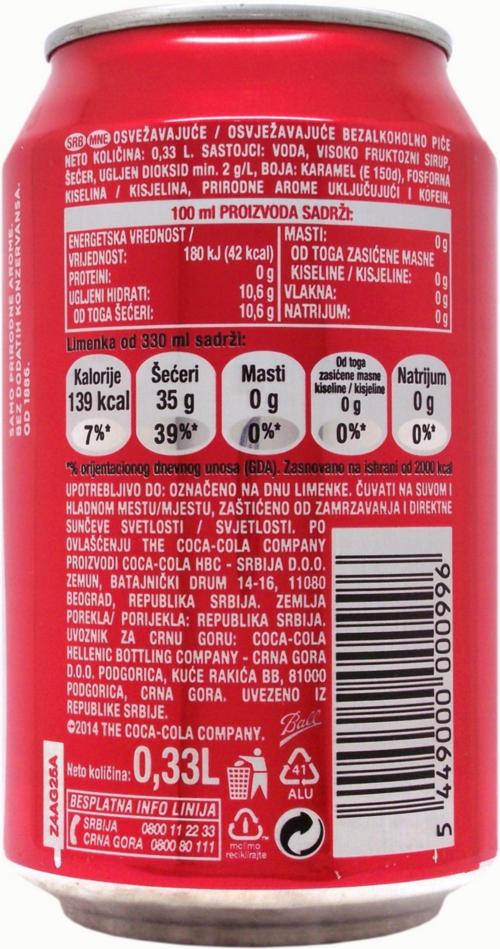 SRB MNE OSVEŽAVAJUĆE / OSVJEŽAVAJUĆE BEZALKOHOLNO PIĆE
NETO KOLIČINA: 0,33 L. SASTOJCI: VODA, VISOKO FRUKTOZNI SIRUP,
ŠEĆER, UGLJEN DIOKSID min. 2 g/L, BOJA: KARAMEL (E 150d), FOSFORNA
KISELINA / KISJELINA, PRIRODNE AROME UKLJUČUJUĆI I KOFEIN.
100 ml PROIZVODA SADRŽI:
ENERGETSKA VREDNOST /
VRIJEDNOST: 180 kJ (42 kcal)
PROTEINI: 0 g
UGLJENI HIDRATI: 10,6 g
OD TOGA ŠEĆERI: 10,6 g
MASTI: 0 g
OD TOGA ZASIĆENE MASNE
KISELINE / KISJELINE: 0 g
VLAKNA: 0 g
NATRIJUM: 0 g
Limenka od 330 ml sadrži:
Kalorije
139 kcal
7%*
Šećeri
35 g
39%*
Masti
0 g
0%*
Od toga
zasićene masne
kiseline / kisjeline
0 g
0%*
Natrijum
0 g
0%*
*% orijentacionog dnevnog unosa (GDA). Zasnovano na ishrani od 2000 kcal
UPOTREBLJIVO DO: OZNAČENO NA DNU LIMENKE. ČUVATI NA SUVOM I
HLADNOM MESTU/MJESTU, ZAŠTIĆENO OD ZAMRZAVANJA I DIREKTNE
SUNČEVE SVETLOSTI / SVJETLOSTI. PO
OVLAŠĆENJU THE COCA-COLA COMPANY
PROIZVODI COCA-COLA HBC - SRBIJA D.O.O.
ZEMUN, BATAJNIČKI DRUM 14-16, 11080
BEOGRAD, REPUBLIKA SRBIJA. ZEMLJA
POREKLA/ PORIJEKLA: REPUBLIKA SRBIJA.
UVOZNIK ZA CRNU GORU: COCA-COLA
HELLENIC BOTTLING COMPANY - CRNA GORA
D.O.O. PODGORICA, KUĆE RAKIĆA BB, 81000
PODGORICA, CRNA GORA. UVEZENO IZ
REPUBLIKE SRBIJE.
©2014 THE COCA-COLA COMPANY.
Ball
Neto količina: 0,33L
41
ALU
BESPLATNA INFO LINIJA
SRBIJA 0800 11 22 33
CRNA GORA 0800 80 111
molimo
reciklirajte
5 449000 000996
Z4AG25A
SAMO PRIRODNE AROME.
BEZ DODATIH KONZERVANSA.
OD 1886.